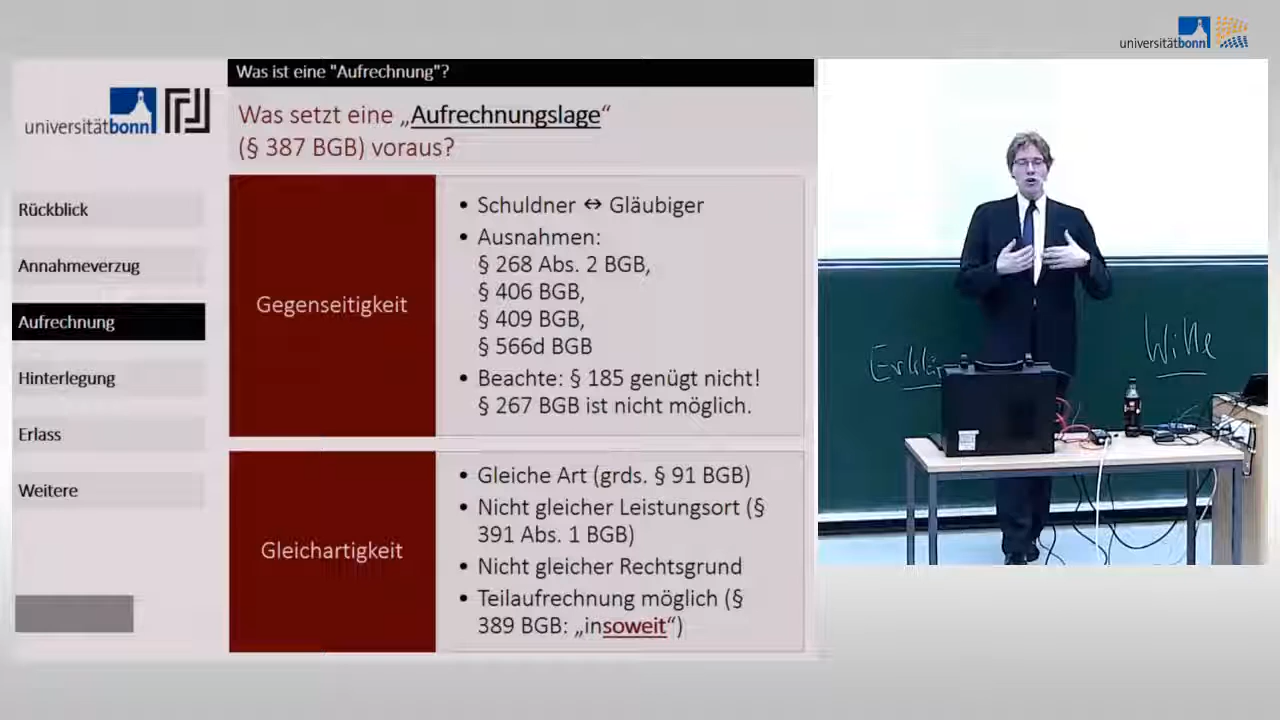 universitätbonn
Was ist eine "Aufrechnung"?
universitätbonn
Was setzt eine „Aufrechnungslage“
(§ 387 BGB) voraus?
Rückblick
Annahmeverzug
Aufrechnung
Hinterlegung
Erlass
Weitere
Gegenseitigkeit
• Schuldner ↔ Gläubiger
• Ausnahmen:
§ 268 Abs. 2 BGB,
§ 406 BGB,
§ 409 BGB,
§ 566d BGB
• Beachte: § 185 genügt nicht!
§ 267 BGB ist nicht möglich.
Gleichartigkeit
• Gleiche Art (grds. § 91 BGB)
• Nicht gleicher Leistungsort (§
391 Abs. 1 BGB)
• Nicht gleicher Rechtsgrund
• Teilaufrechnung möglich (§
389 BGB: „insoweit“)
Wille